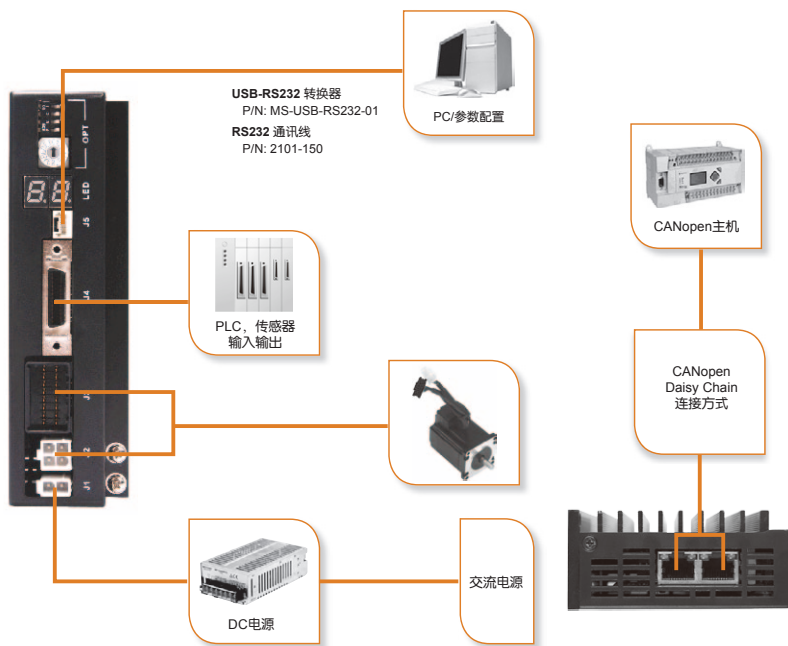 USB-RS232 转换器
P/N: MS-USB-RS232-01
RS232 通讯线
P/N: 2101-150
PC/参数配置
OPT
LED
J5
J4
J3
J2
J1
CANopen主机
PLC，传感器
输入输出
CANopen
Daisy Chain
连接方式
DC电源
交流电源